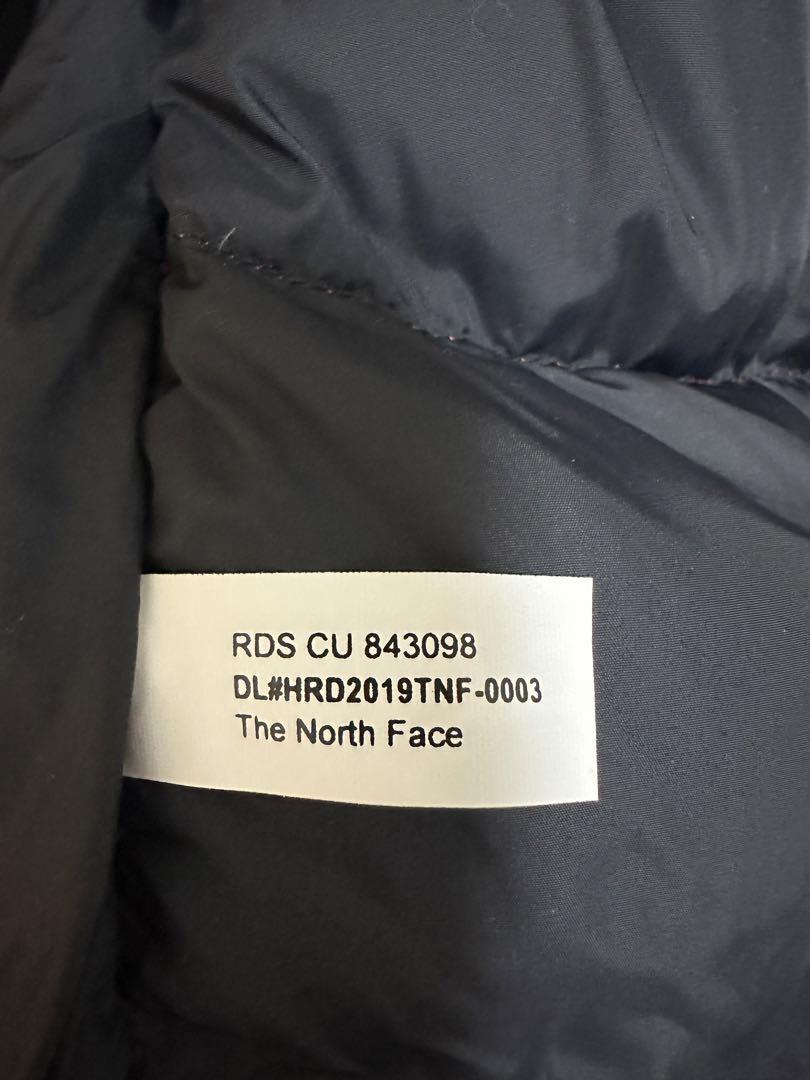 RDS CU 843098
DL#HRD2019TNF-0003
The North Face